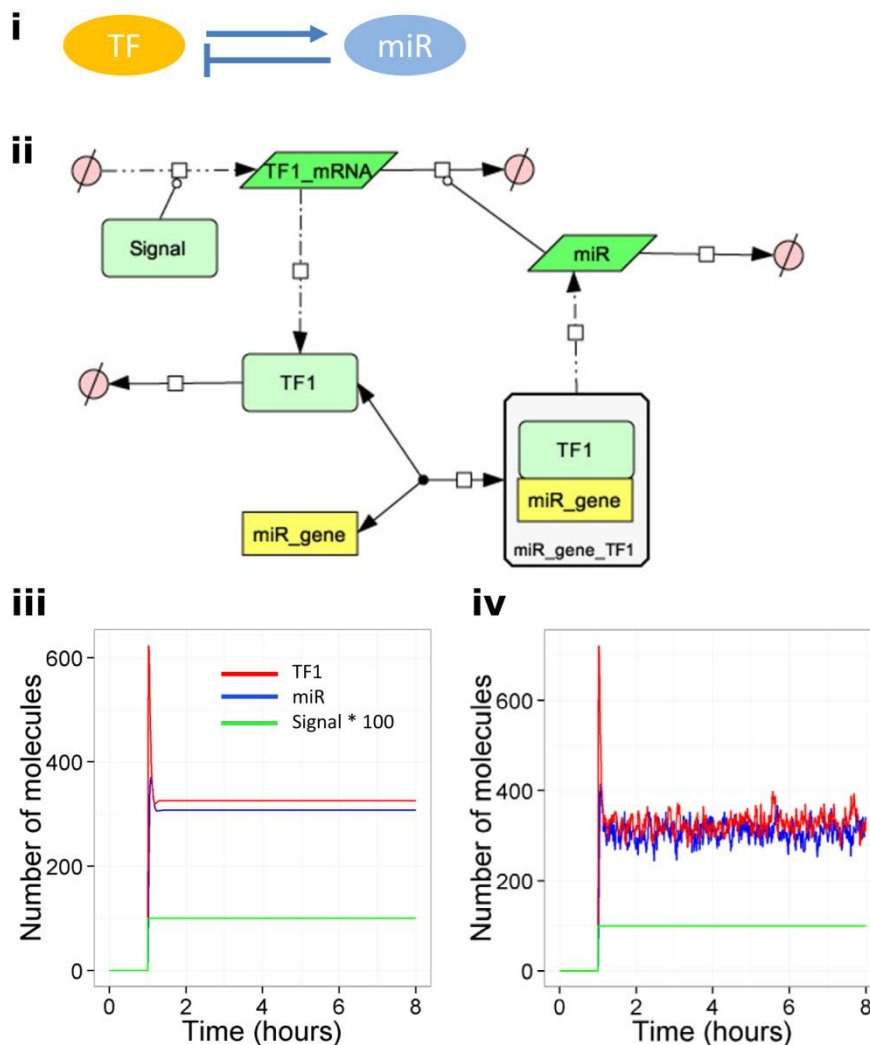 i
TF
miR
ii
TF1_mRNA
Signal
miR
TF1
TF1
miR_gene
miR_gene
miR_gene_TF1
iii
Number of molecules
600
400
200
0
TF1
miR
Signal * 100
0
2
4
6
8
Time (hours)
iv
Number of molecules
600
400
200
0
0
2
4
6
8
Time (hours)